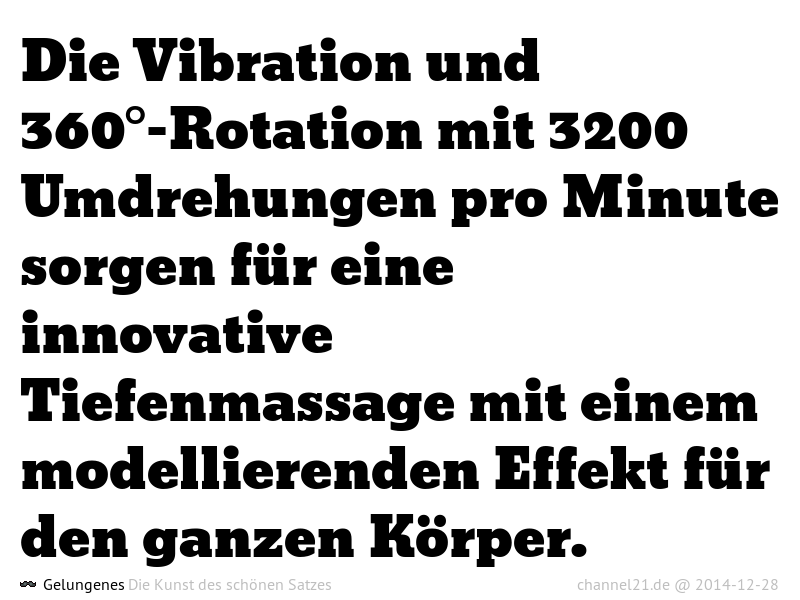 Die Vibration und
360°-Rotation mit 3200
Umdrehungen pro Minute
sorgen für eine
innovative
Tiefenmassage mit einem
modellierenden Effekt für
den ganzen Körper.
Gelungenes Die Kunst des schönen Satzes channel21.de @ 2014-12-28